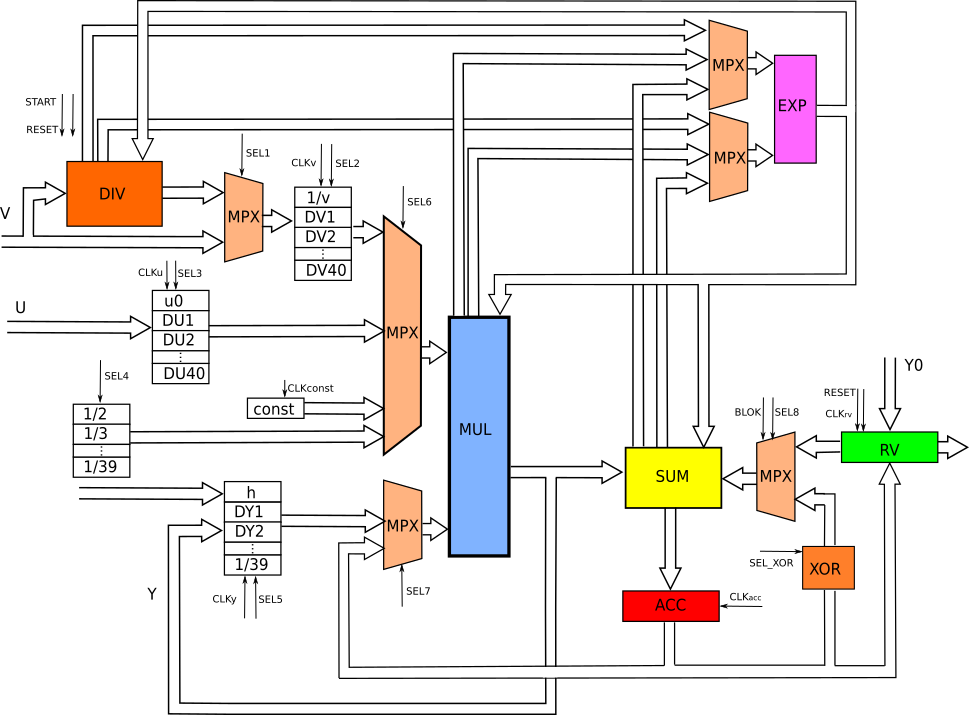 MPX
EXP
START
RESET
MPX
DIV
SEL1
CLKv
SEL2
V
MPX
1/v
DV1
DV2
⋮
DV40
SEL6
CLKu
SEL3
U
u0
DU1
DU2
⋮
DU40
MPX
SEL4
CLKconst
const
1/2
1/3
⋮
1/39
MUL
Y0
RESET
CLKrv
BLOK
SEL8
RV
SUM
MPX
h
DY1
DY2
⋮
1/39
MPX
Y
CLKy
SEL5
SEL7
SEL_XOR
XOR
ACC
CLKacc